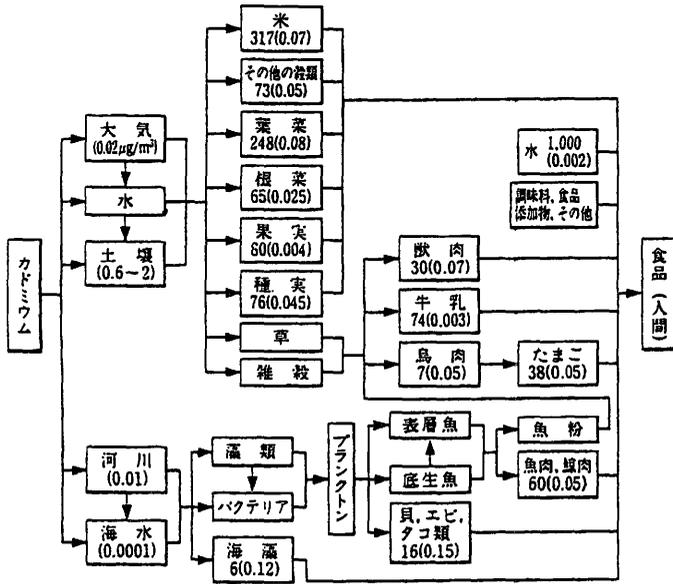 カドミウム
大気
(0.02μg/m³)
水
土壌
(0.6~2)
河川
(0.01)
海水
(0.0001)
米
317(0.07)
その他の穀類
73(0.05)
葉菜
248(0.08)
根菜
65(0.025)
果実
80(0.004)
種実
76(0.045)
草
雑穀
藻類
バクテリア
海藻
6(0.12)
プランクトン
獣肉
30(0.07)
牛乳
74(0.003)
鳥肉
7(0.05)
たまご
38(0.05)
表層魚
底生魚
貝,エビ,
タコ類
16(0.15)
魚粉
魚肉,鯨肉
60(0.05)
水 1,000
(0.002)
調味料,食品
添加物,その他
食品(人間)